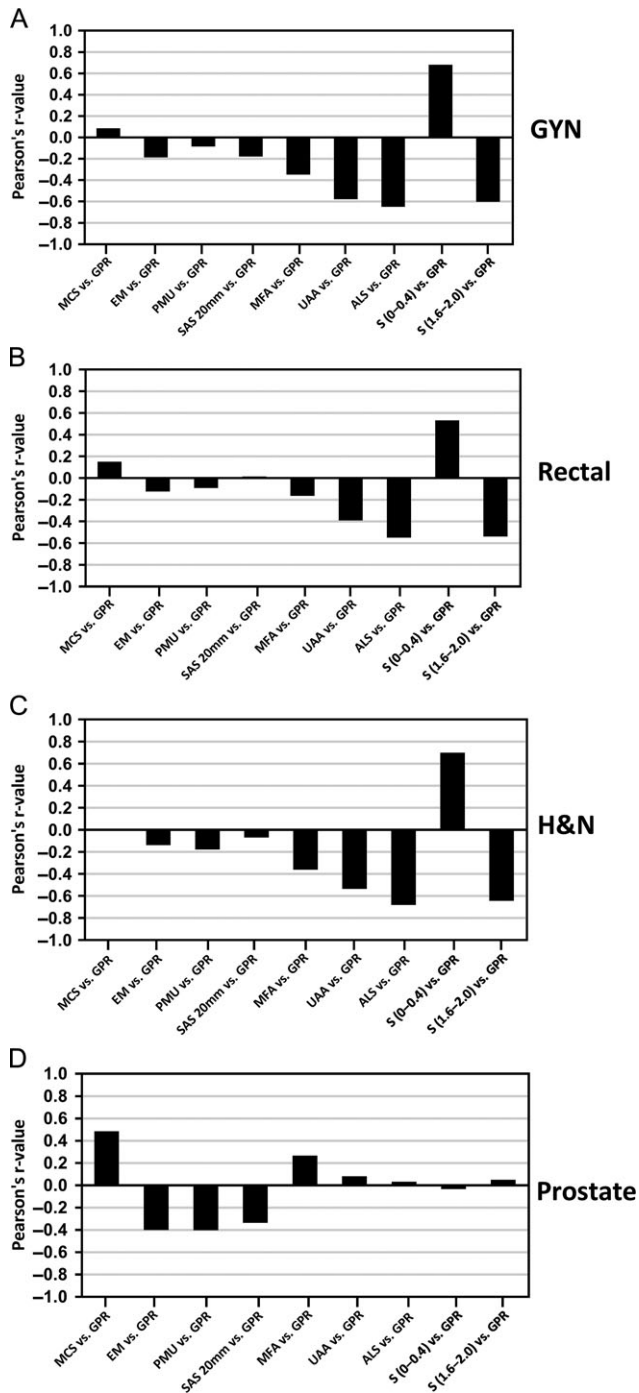 A
Pearson's r-value
1.0
0.8
0.6
0.4
0.2
0.0
−0.2
−0.4
−0.6
−0.8
−1.0
MCS vs. GPR
EM vs. GPR
PMU vs. GPR
SAS 20mm vs. GPR
MFA vs. GPR
UAA vs. GPR
ALS vs. GPR
S (0−0.4) vs. GPR
S (1.6−2.0) vs. GPR
GYN
B
Pearson's r-value
1.0
0.8
0.6
0.4
0.2
0.0
−0.2
−0.4
−0.6
−0.8
−1.0
MCS vs. GPR
EM vs. GPR
PMU vs. GPR
SAS 20mm vs. GPR
MFA vs. GPR
UAA vs. GPR
ALS vs. GPR
S (0−0.4) vs. GPR
S (1.6−2.0) vs. GPR
Rectal
C
Pearson's r-value
1.0
0.8
0.6
0.4
0.2
0.0
−0.2
−0.4
−0.6
−0.8
−1.0
MCS vs. GPR
EM vs. GPR
PMU vs. GPR
SAS 20mm vs. GPR
MFA vs. GPR
UAA vs. GPR
ALS vs. GPR
S (0−0.4) vs. GPR
S (1.6−2.0) vs. GPR
H&N
D
Pearson's r-value
1.0
0.8
0.6
0.4
0.2
0.0
−0.2
−0.4
−0.6
−0.8
−1.0
MCS vs. GPR
EM vs. GPR
PMU vs. GPR
SAS 20mm vs. GPR
MFA vs. GPR
UAA vs. GPR
ALS vs. GPR
S (0−0.4) vs. GPR
S (1.6−2.0) vs. GPR
Prostate